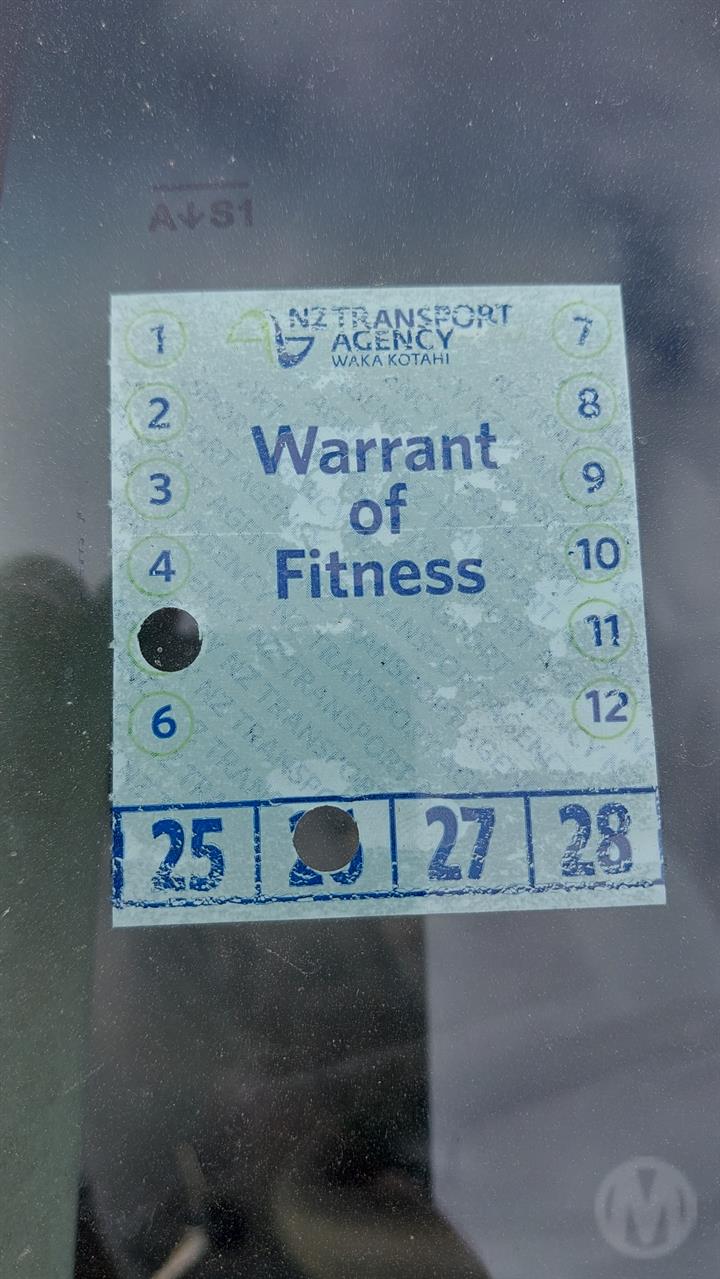 A↓S1
NZ TRANSPORT
AGENCY
WAKA KOTAHI
1
7
2
8
Warrant
3
9
of
4
10
Fitness
11
6
12
25
27
28
M